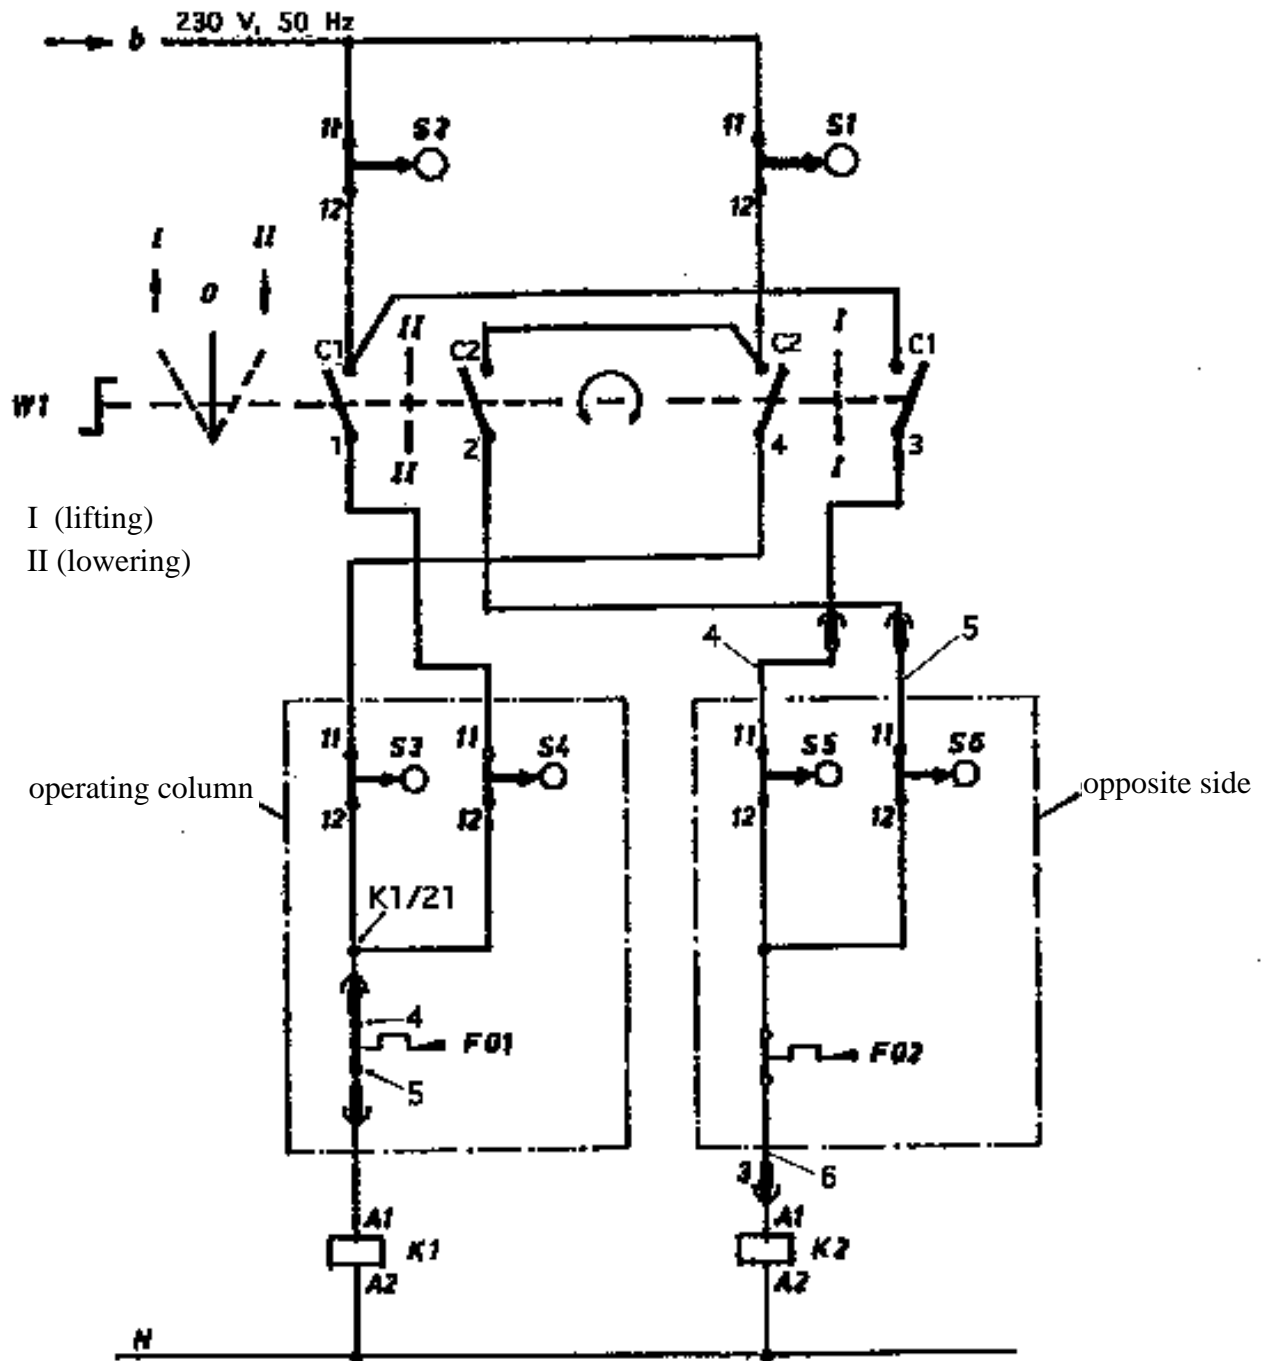 230 V, 50 Hz
b
11 S2 11 S1
12 12
I II
0
II I
C1 C2 C2 C1
W1
1 2 4 3
II I
I (lifting)
II (lowering)
4 5
11 S3 11 S4 11 S5 11 S6
operating column opposite side
12 12 12 12
K1/21
4
F01 F02
5
3 6
A1 A1
K1 K2
A2 A2
N